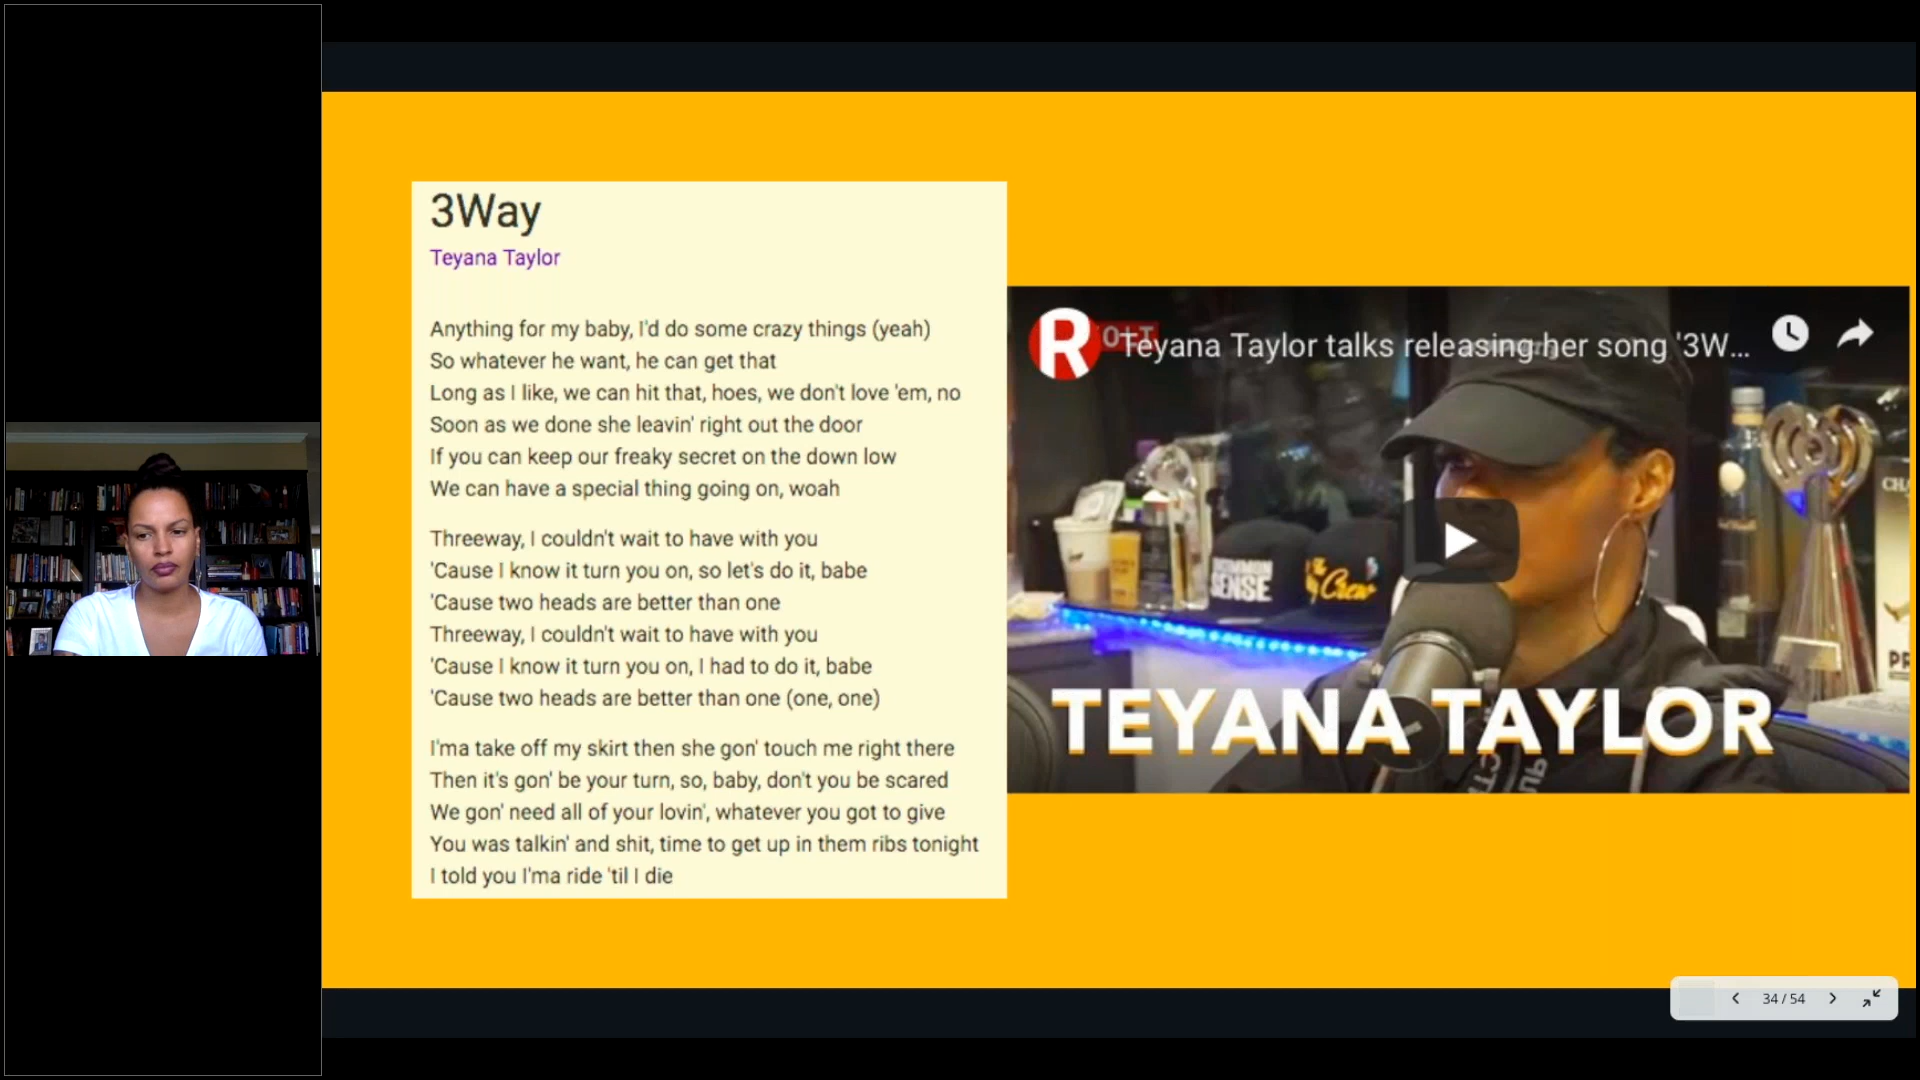 3Way
Teyana Taylor
Anything for my baby, I'd do some crazy things (yeah)
So whatever he want, he can get that
Long as I like, we can hit that, hoes, we don't love 'em, no
Soon as we done she leavin' right out the door
If you can keep our freaky secret on the down low
We can have a special thing going on, woah
Threeway, I couldn't wait to have with you
'Cause I know it turn you on, so let's do it, babe
'Cause two heads are better than one
Threeway, I couldn't wait to have with you
'Cause I know it turn you on, I had to do it, babe
'Cause two heads are better than one (one, one)
I'ma take off my skirt then she gon' touch me right there
Then it's gon' be your turn, so, baby, don't you be scared
We gon' need all of your lovin', whatever you got to give
You was talkin' and shit, time to get up in them ribs tonight
I told you I'ma ride 'til I die
R
Teyana Taylor talks releasing her song '3W...
UNCOMMON
SENSE
The
Crew
TEYANA TAYLOR
34 / 54